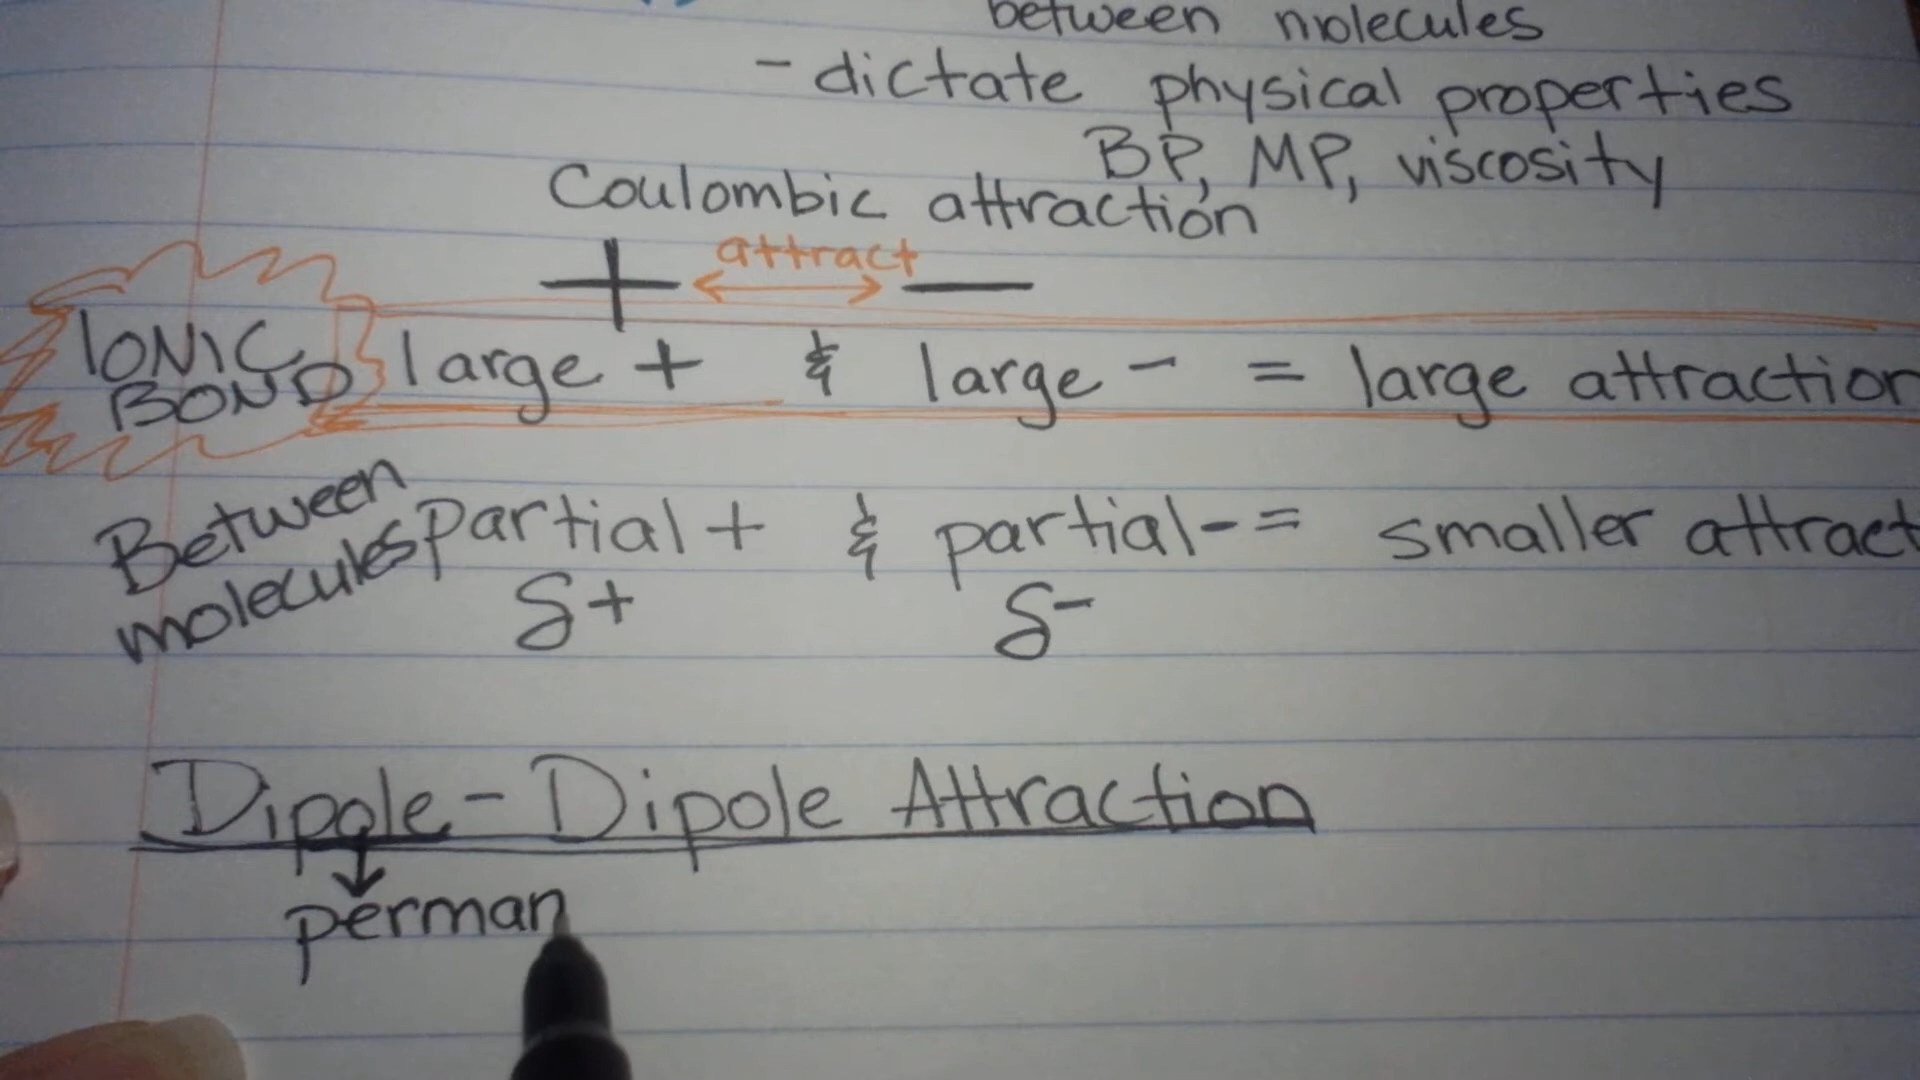 between molecules
- dictate physical properties
BP, MP, viscosity
Coulombic attraction
+ attract -
IONIC BOND large + & large - = large attraction
Between molecules partial + & partial - = smaller attract
δ+ δ-
Dipole - Dipole Attraction
perman